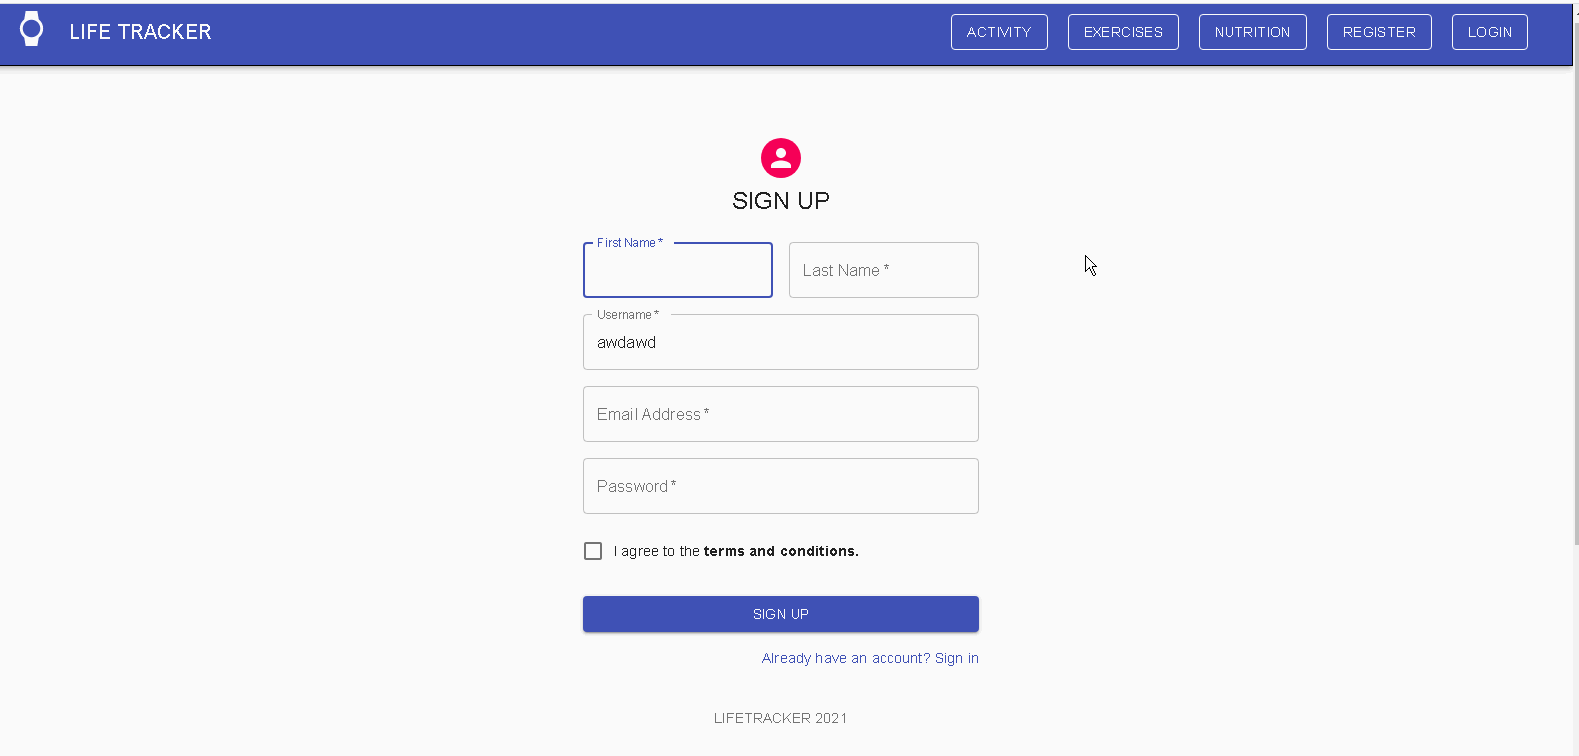 LIFE TRACKER ACTIVITY EXERCISES NUTRITION REGISTER LOGIN
SIGN UP
First Name * Last Name *
Username *
awdawd
Email Address *
Password *
I agree to the terms and conditions.
SIGN UP
Already have an account? Sign in
LIFETRACKER 2021